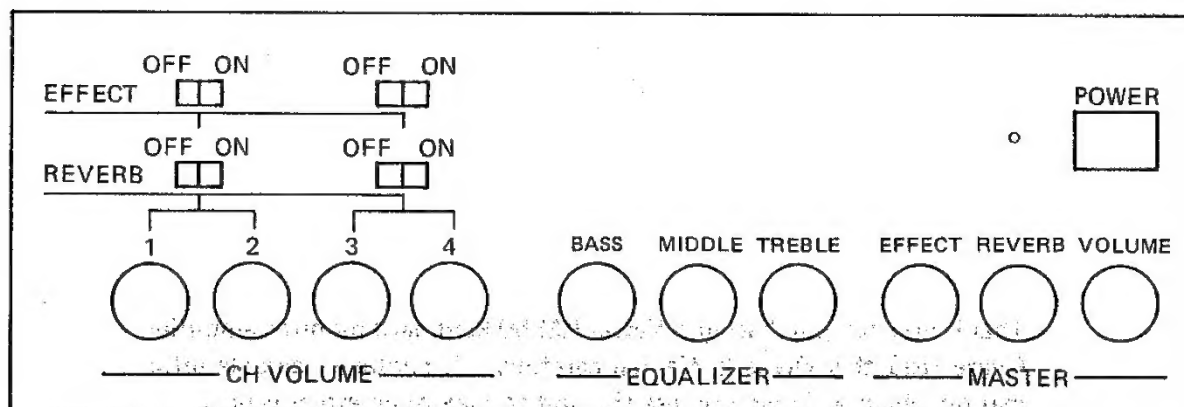 OFF ON OFF ON
EFFECT
POWER
OFF ON OFF ON
REVERB
1 2 3 4
BASS MIDDLE TREBLE EFFECT REVERB VOLUME
CH VOLUME EQUALIZER MASTER